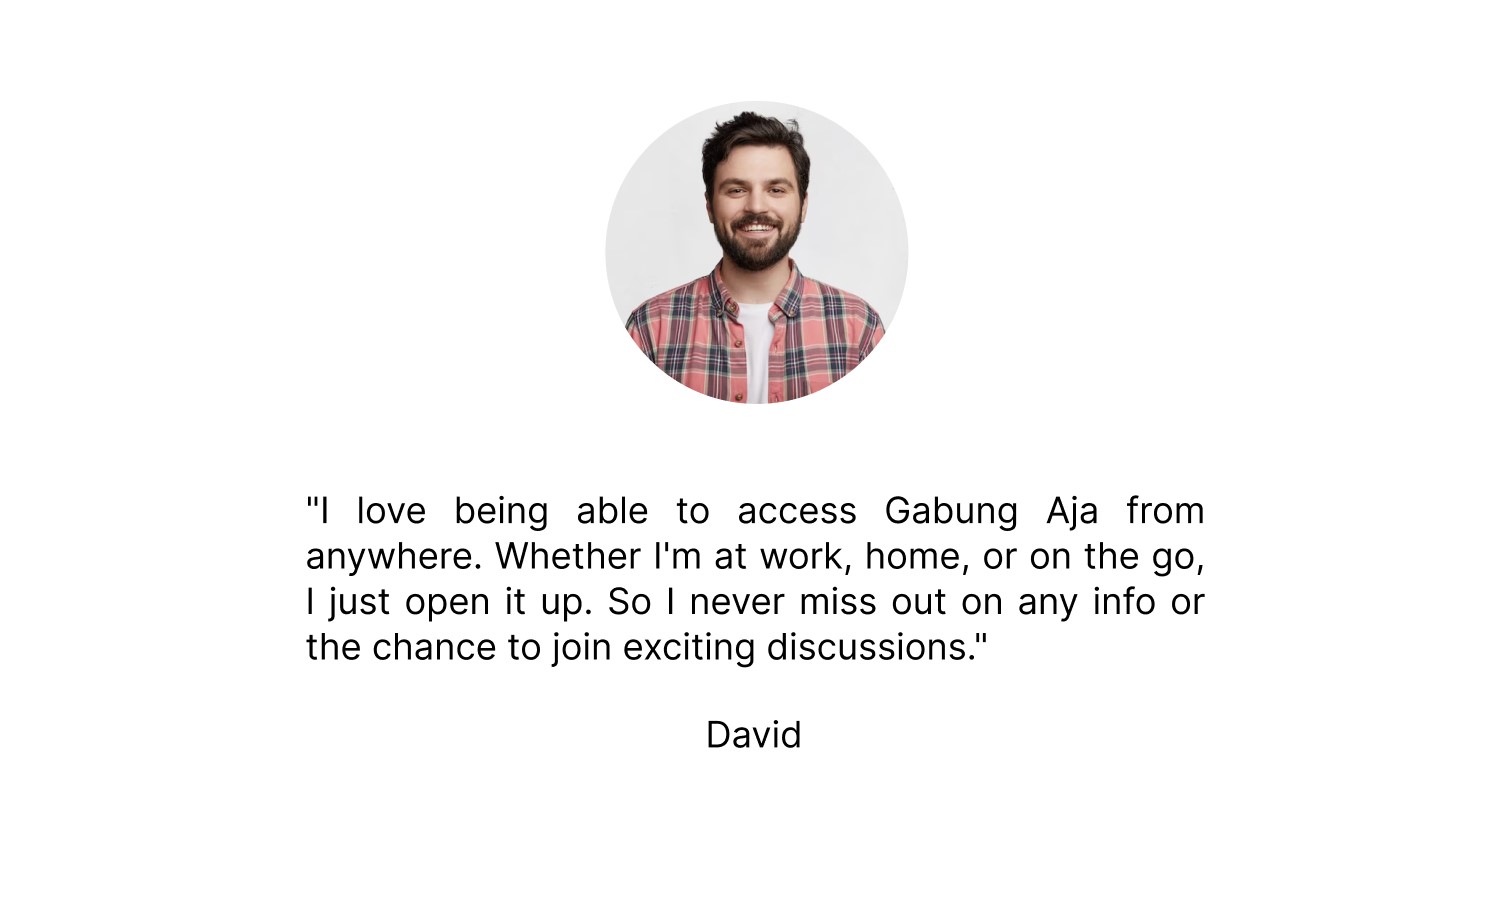 "I love being able to access Gabung Aja from
anywhere. Whether I'm at work, home, or on the go,
I just open it up. So I never miss out on any info or
the chance to join exciting discussions."
David